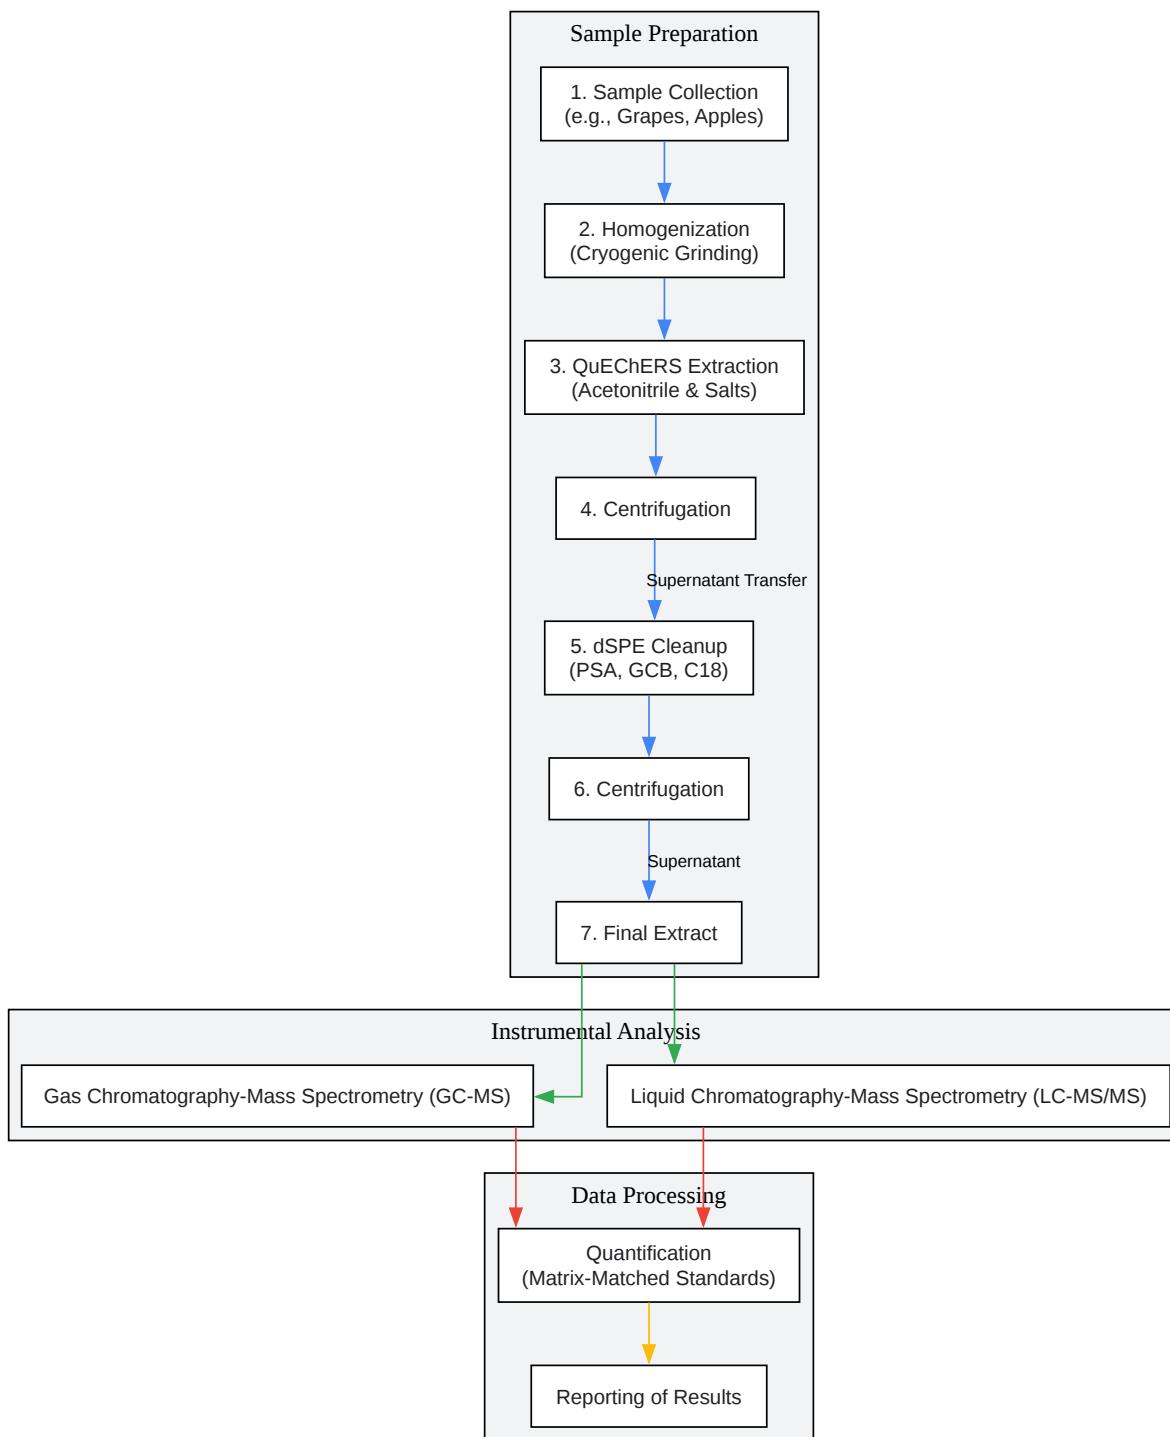 Sample Preparation
1. Sample Collection
(e.g., Grapes, Apples)
2. Homogenization
(Cryogenic Grinding)
3. QuEChERS Extraction
(Acetonitrile & Salts)
4. Centrifugation
Supernatant Transfer
5. dSPE Cleanup
(PSA, GCB, C18)
6. Centrifugation
Supernatant
7. Final Extract
Instrumental Analysis
Gas Chromatography-Mass Spectrometry (GC-MS)
Liquid Chromatography-Mass Spectrometry (LC-MS/MS)
Data Processing
Quantification
(Matrix-Matched Standards)
Reporting of Results